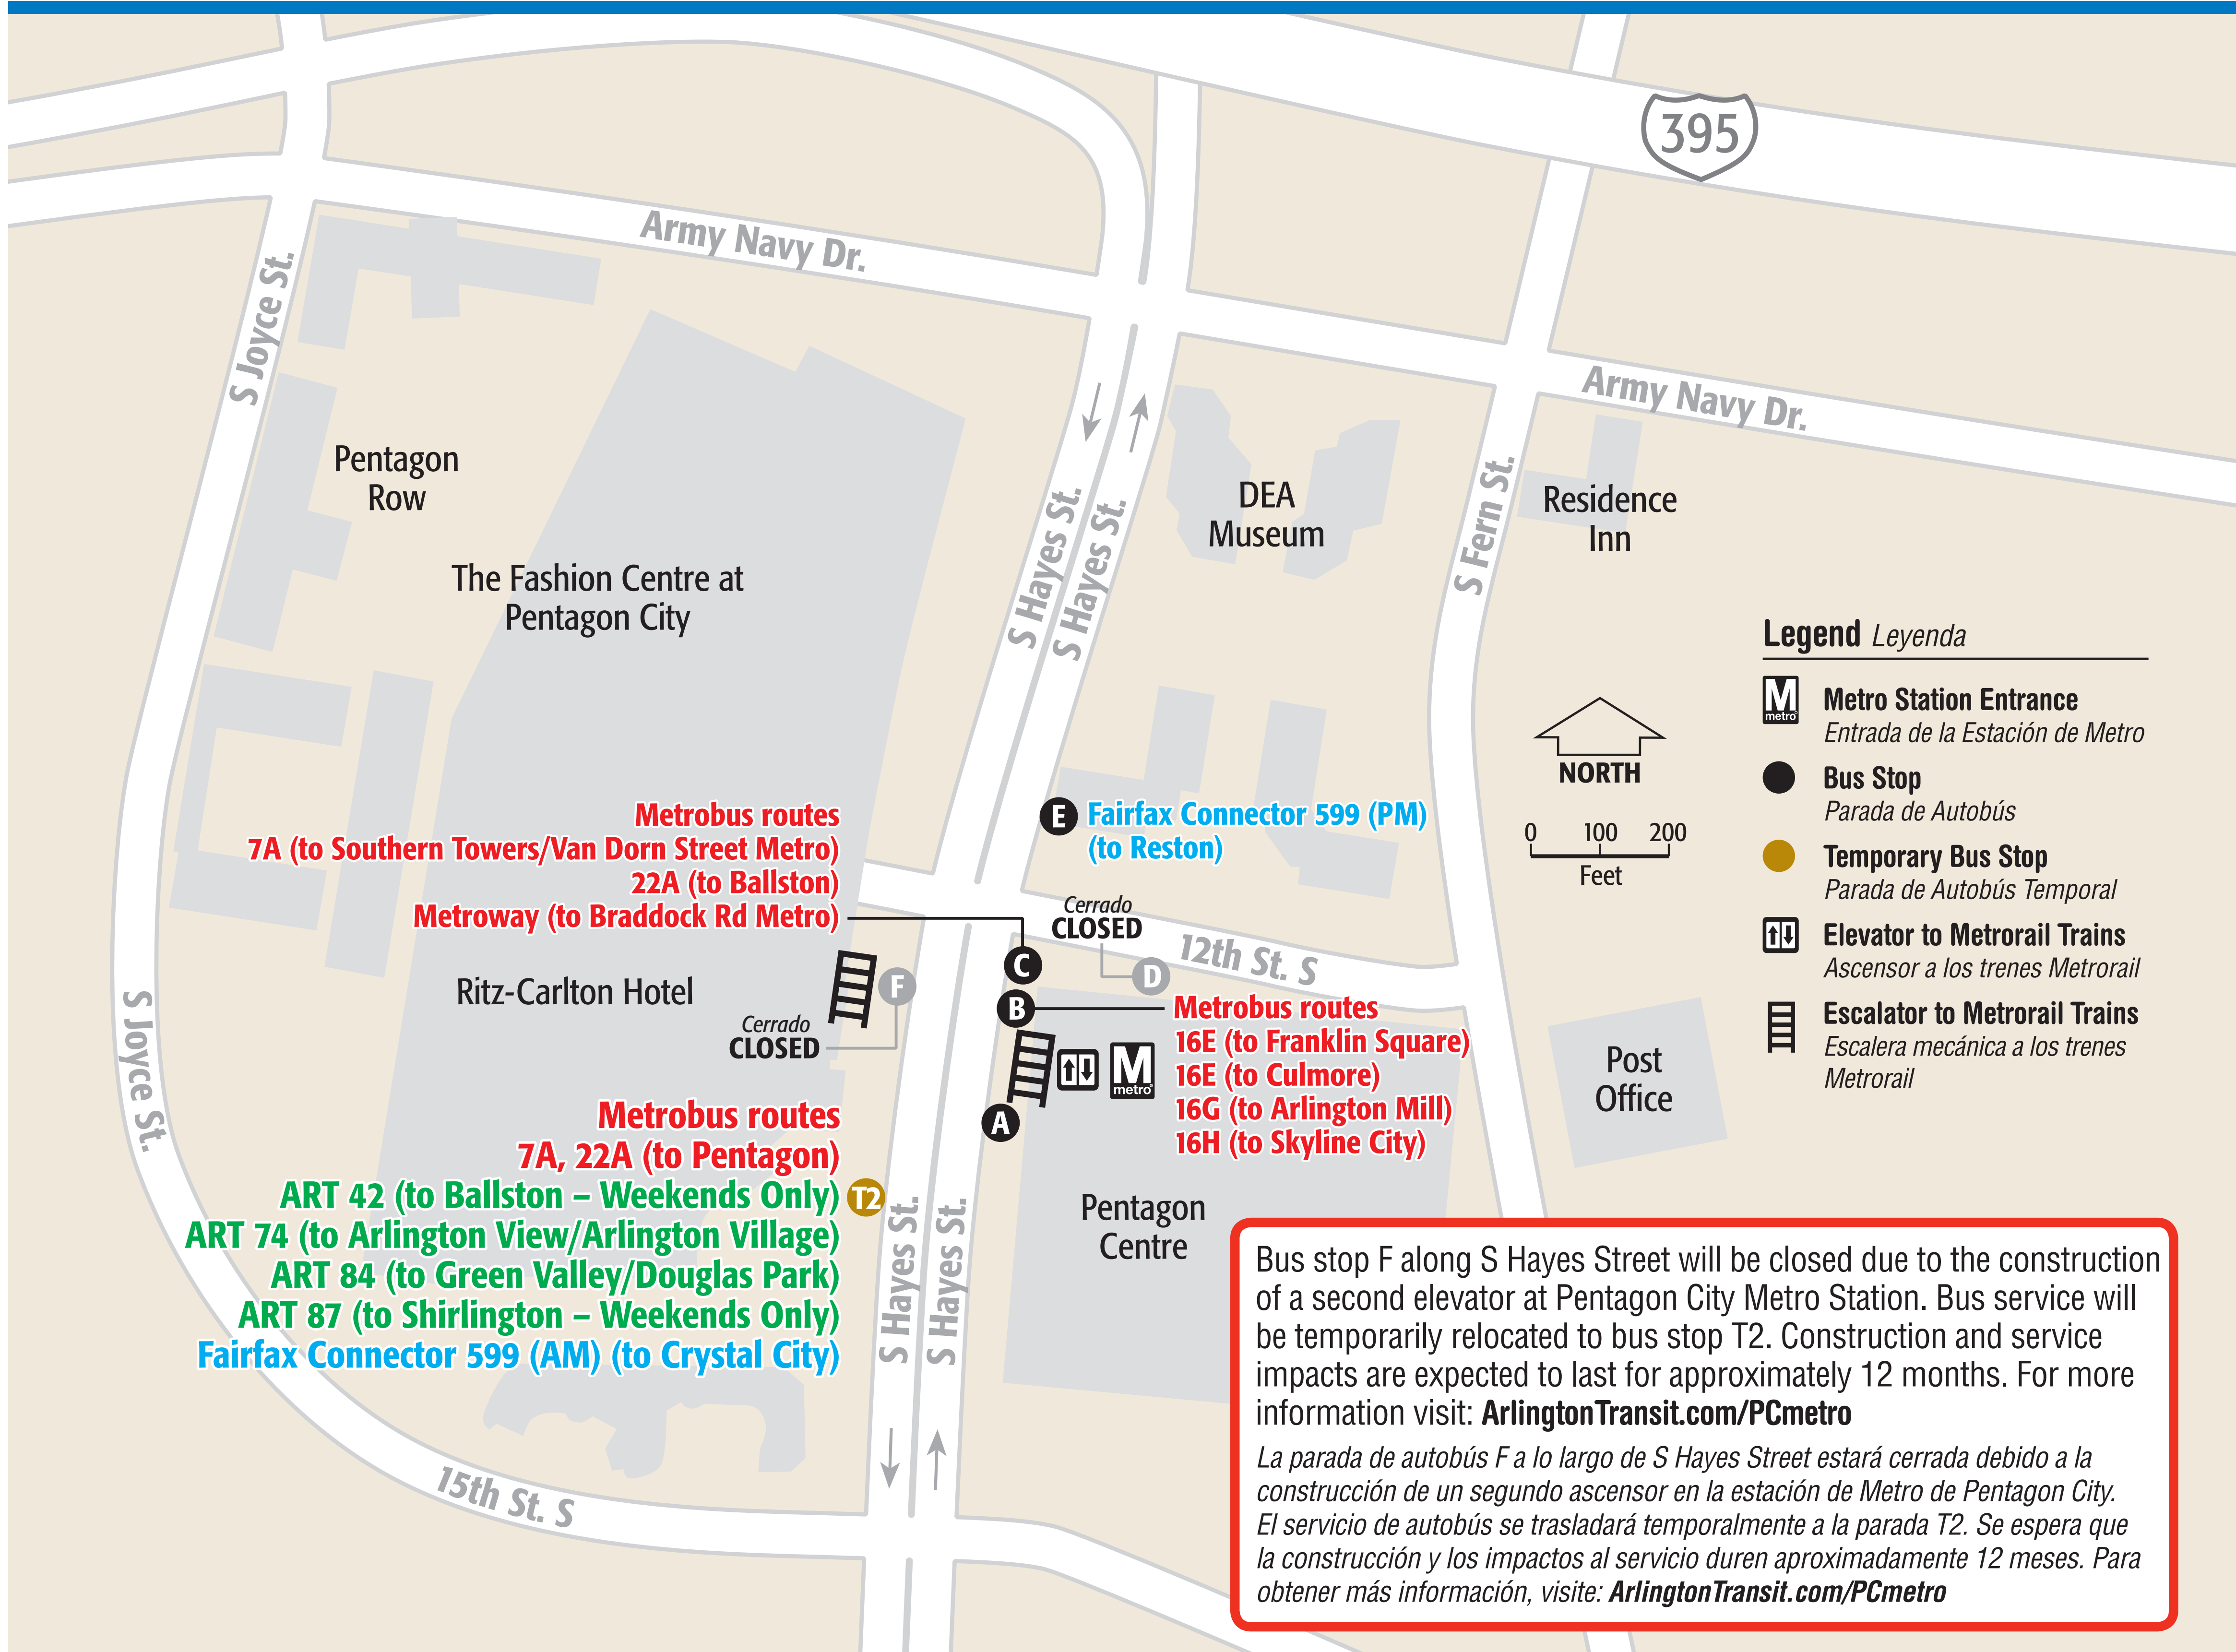 395
Army Navy Dr.
S Joyce St.
Army Navy Dr.
Pentagon
Row
DEA
Museum
Residence
Inn
S Fern St.
S Hayes St.
S Hayes St.
The Fashion Centre at
Pentagon City
Legend Leyenda
M
metro
Metro Station Entrance
Entrada de la Estación de Metro
Bus Stop
Parada de Autobús
Temporary Bus Stop
Parada de Autobús Temporal
Elevator to Metrorail Trains
Ascensor a los trenes Metrorail
Escalator to Metrorail Trains
Escalera mecánica a los trenes
Metrorail
NORTH
0 100 200
Feet
Metrobus routes
7A (to Southern Towers/Van Dorn Street Metro)
22A (to Ballston)
Metroway (to Braddock Rd Metro)
E
Fairfax Connector 599 (PM)
(to Reston)
Cerrado
CLOSED
D
12th St. S
C
B
Metrobus routes
16E (to Franklin Square)
16E (to Culmore)
16G (to Arlington Mill)
16H (to Skyline City)
M
metro
A
Ritz-Carlton Hotel
F
Cerrado
CLOSED
S Joyce St.
Post
Office
Metrobus routes
7A, 22A (to Pentagon)
ART 42 (to Ballston – Weekends Only)
ART 74 (to Arlington View/Arlington Village)
ART 84 (to Green Valley/Douglas Park)
ART 87 (to Shirlington – Weekends Only)
Fairfax Connector 599 (AM) (to Crystal City)
T2
S Hayes St.
S Hayes St.
Pentagon
Centre
15th St. S
Bus stop F along S Hayes Street will be closed due to the construction
of a second elevator at Pentagon City Metro Station. Bus service will
be temporarily relocated to bus stop T2. Construction and service
impacts are expected to last for approximately 12 months. For more
information visit: ArlingtonTransit.com/PCmetro
La parada de autobús F a lo largo de S Hayes Street estará cerrada debido a la
construcción de un segundo ascensor en la estación de Metro de Pentagon City.
El servicio de autobús se trasladará temporalmente a la parada T2. Se espera que
la construcción y los impactos al servicio duren aproximadamente 12 meses. Para
obtener más información, visite: ArlingtonTransit.com/PCmetro